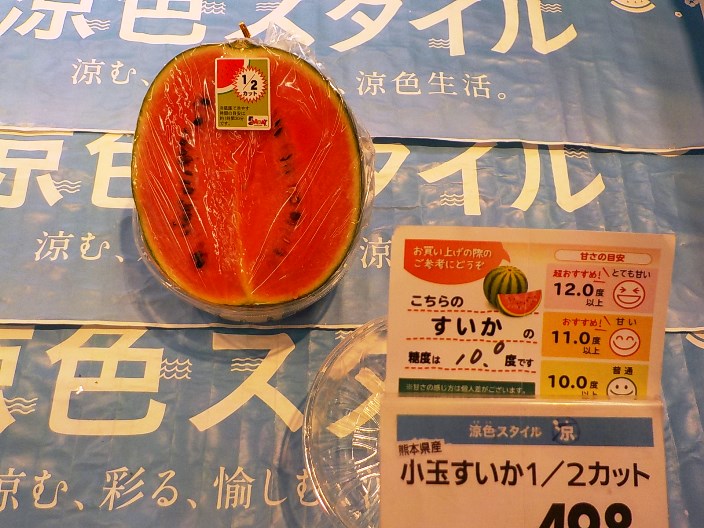 涼色スタイル
涼む、
、涼色生活。
1/2
カット
涼色スタイル
涼む、
涼
お買い上げの際の
ご参考にどうぞ
こちらの
すいか の
糖度は 10.0 度です
※甘さの感じ方は個人差がございます。
甘さの目安
超おすすめ! とても甘い
12.0度
以上
おすすめ! 甘い
11.0度
以上
普通
10.0度
以上
涼色スタイル
涼む、彩る、愉しむ
涼色スタイル 涼
熊本県産
小玉すいか1/2カット
498